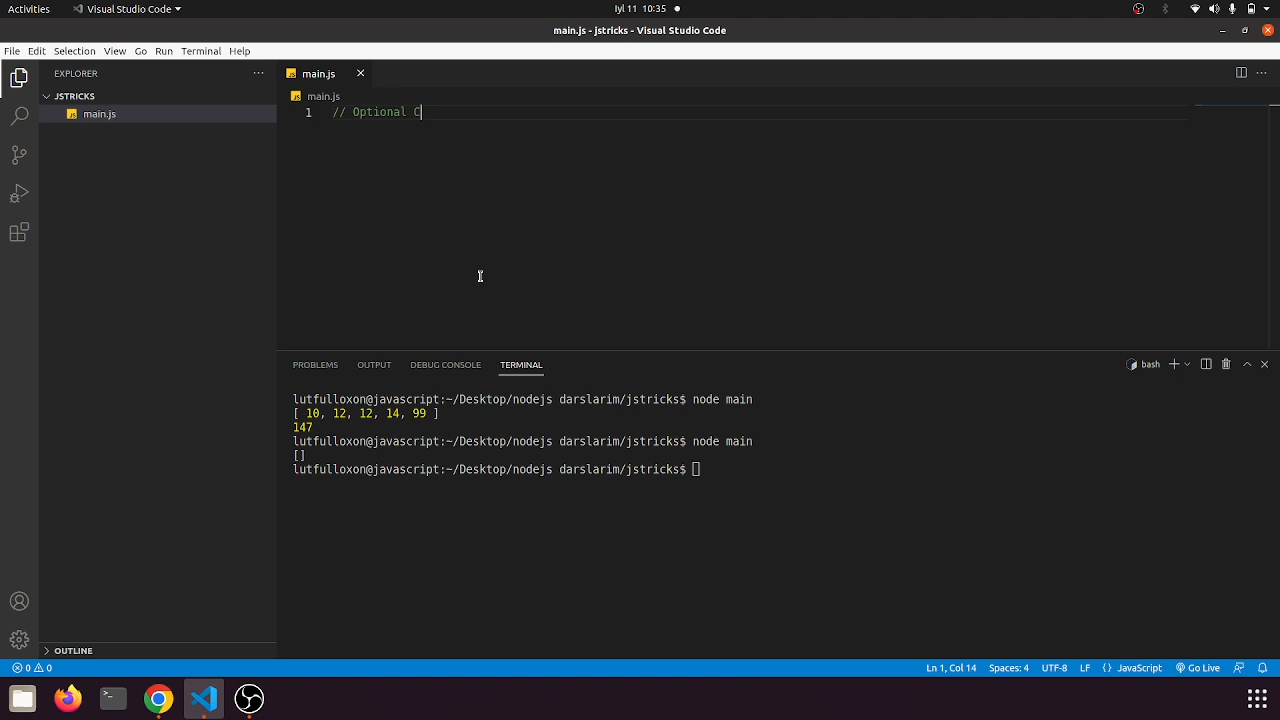 Activities
Visual Studio Code
Iyl 11 10:35
main.js - jstricks - Visual Studio Code
File Edit Selection View Go Run Terminal Help
EXPLORER
JS main.js
JSTRICKS
JS main.js
JS main.js
1 // Optional C
PROBLEMS OUTPUT DEBUG CONSOLE TERMINAL
bash
lutfulloxon@javascript:~/Desktop/nodejs darslarim/jstricks$ node main
[ 10, 12, 12, 14, 99 ]
147
lutfulloxon@javascript:~/Desktop/nodejs darslarim/jstricks$ node main
[]
lutfulloxon@javascript:~/Desktop/nodejs darslarim/jstricks$
OUTLINE
0 0
Ln 1, Col 14 Spaces: 4 UTF-8 LF {} JavaScript Go Live